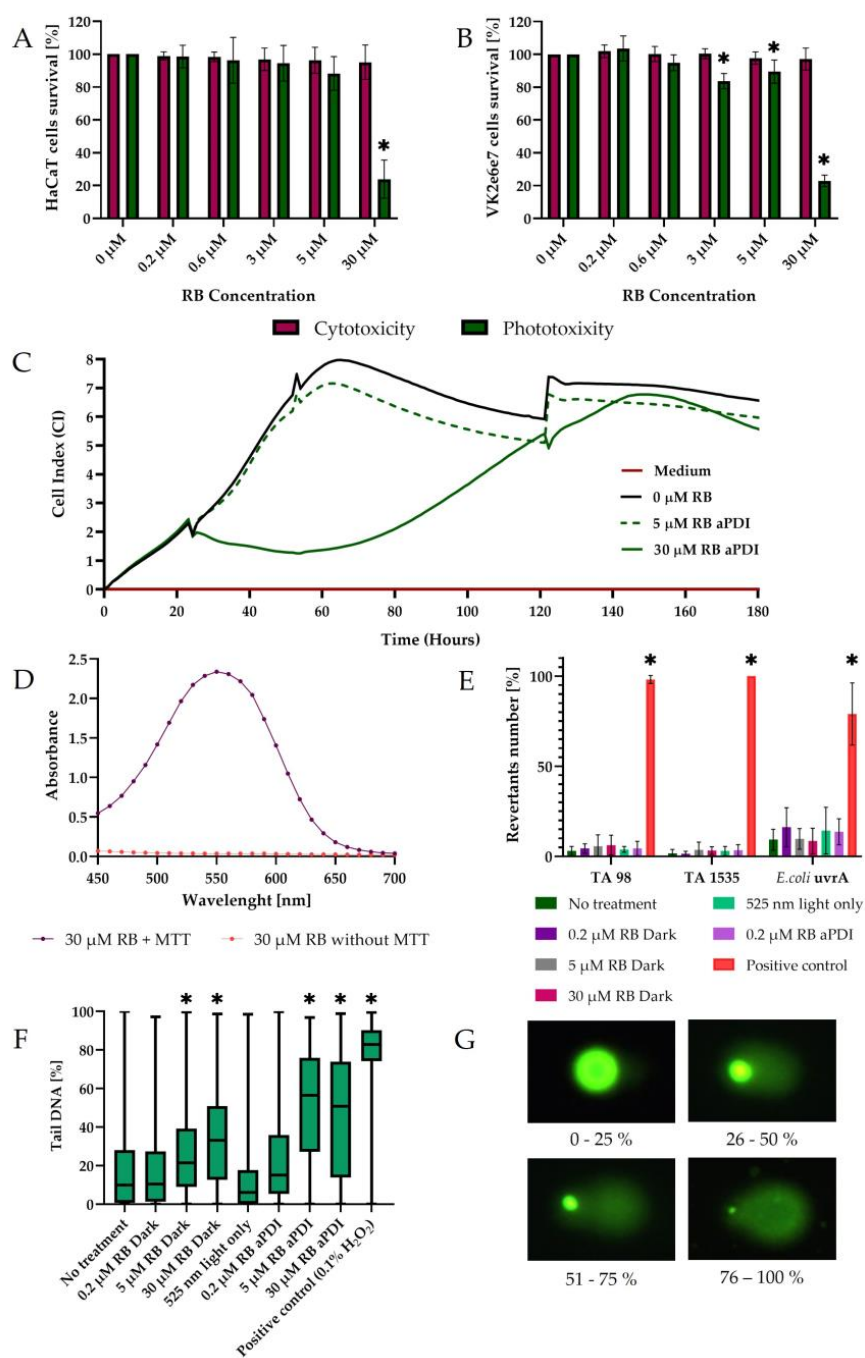 A
HaCaT cells survival [%]
120
100
80
60
40
20
0
*
0 μM
0.2 μM
0.6 μM
3 μM
5 μM
30 μM
RB Concentration
B
VK2e6e7 cells survival [%]
120
100
80
60
40
20
0
*
*
*
0 μM
0.2 μM
0.6 μM
3 μM
5 μM
30 μM
RB Concentration
Cytotoxicity
Phototoxixity
C
Cell Index (CI)
8
7
6
5
4
3
2
1
0
Medium
0 μM RB
5 μM RB aPDI
30 μM RB aPDI
0 20 40 60 80 100 120 140 160 180
Time (Hours)
D
Absorbance
2.5
2.0
1.5
1.0
0.5
0.0
450 500 550 600 650 700
Wavelenght [nm]
30 μM RB + MTT
30 μM RB without MTT
E
Revertants number [%]
100
50
0
*
*
*
TA 98
TA 1535
E.coli uvrA
No treatment
525 nm light only
0.2 μM RB Dark
0.2 μM RB aPDI
5 μM RB Dark
Positive control
30 μM RB Dark
F
Tail DNA [%]
100
80
60
40
20
0
*
*
*
*
*
No treatment
0.2 μM RB Dark
5 μM RB Dark
30 μM RB Dark
525 nm light only
0.2 μM RB aPDI
5 μM RB aPDI
30 μM RB aPDI
Positive control (0.1% H₂O₂)
G
0 - 25 %
26 - 50 %
51 - 75 %
76 – 100 %